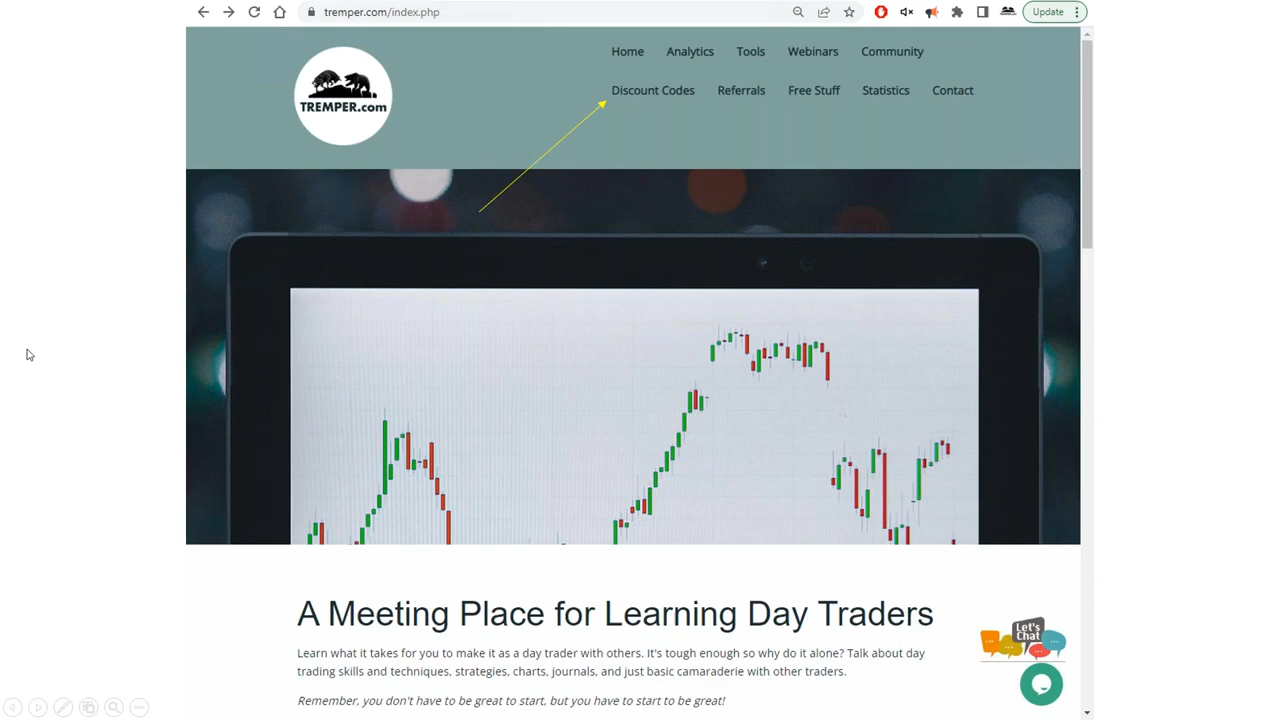 tremper.com/index.php
Update
Home Analytics Tools Webinars Community
TREMPER.com
Discount Codes Referrals Free Stuff Statistics Contact
A Meeting Place for Learning Day Traders
Learn what it takes for you to make it as a day trader with others. It's tough enough so why do it alone? Talk about day
trading skills and techniques, strategies, charts, journals, and just basic camaraderie with other traders.
Remember, you don't have to be great to start, but you have to start to be great!
Let's
Chat